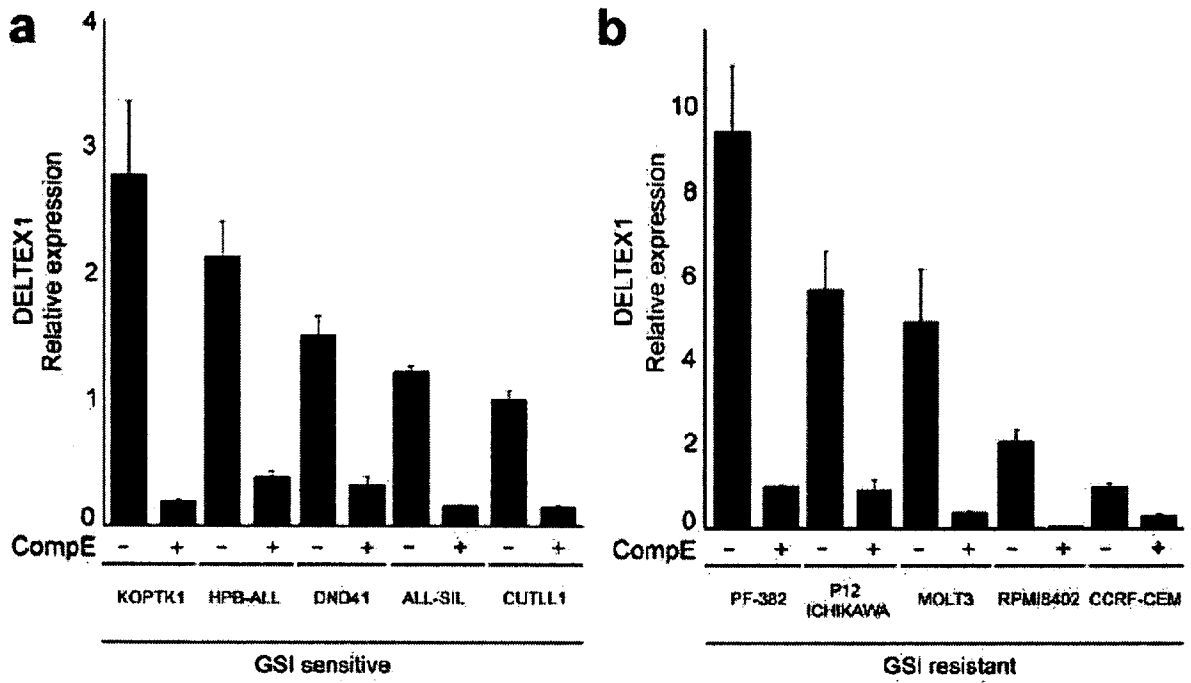 a
DELTEX1
Relative expression
4
3
2
1
0
CompE - + - + - + - + - +
KOPTK1 HPB-ALL DND41 ALL-SIL CUTLL1
GSI sensitive
b
DELTEX1
Relative expression
10
8
6
4
2
0
CompE - + - + - + - + - +
PF-382 P12 ICHIKAWA MOLT3 RPMI8402 CCRF-CEM
GSI resistant